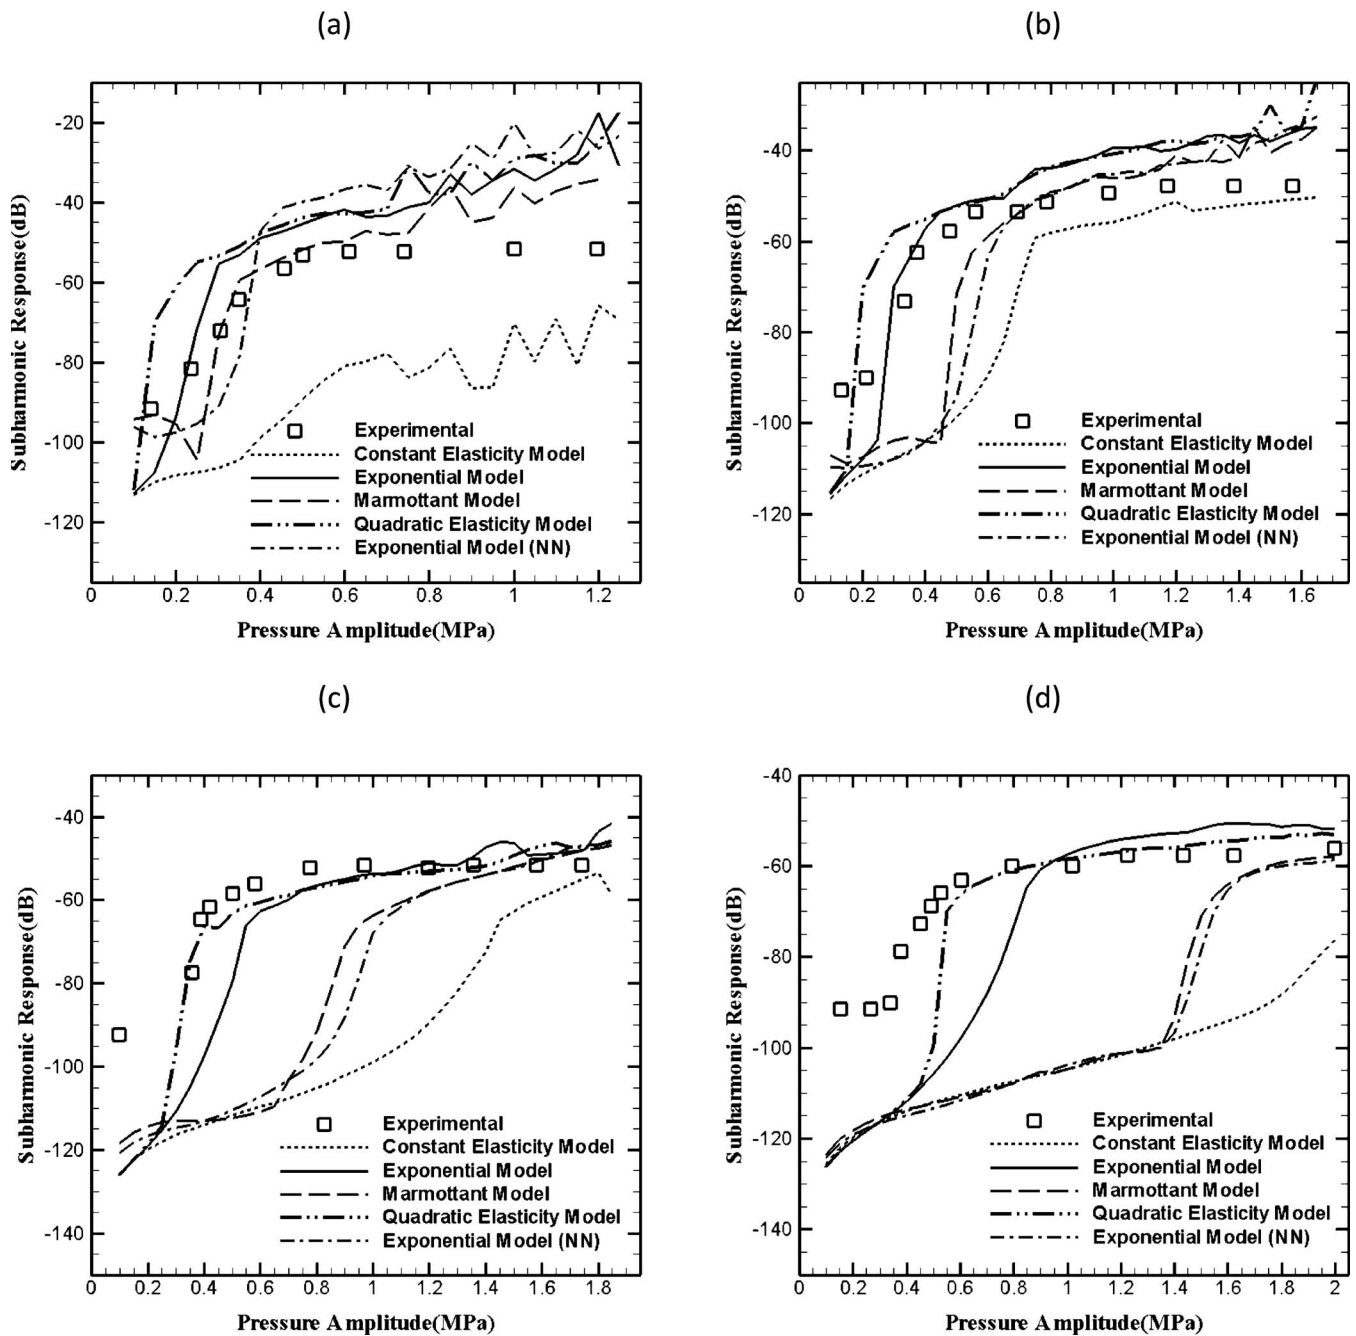 (a)
-20
-40
-60
-80
-100
-120
Subharmonic Response(dB)
Experimental
Constant Elasticity Model
Exponential Model
Marmottant Model
Quadratic Elasticity Model
Exponential Model (NN)
0 0.2 0.4 0.6 0.8 1 1.2
Pressure Amplitude(MPa)
(b)
-40
-60
-80
-100
-120
Subharmonic Response(dB)
Experimental
Constant Elasticity Model
Exponential Model
Marmottant Model
Quadratic Elasticity Model
Exponential Model (NN)
0 0.2 0.4 0.6 0.8 1 1.2 1.4 1.6
Pressure Amplitude(MPa)
(c)
-40
-60
-80
-100
-120
-140
Subharmonic Response(dB)
Experimental
Constant Elasticity Model
Exponential Model
Marmottant Model
Quadratic Elasticity Model
Exponential Model (NN)
0 0.2 0.4 0.6 0.8 1 1.2 1.4 1.6 1.8
Pressure Amplitude(MPa)
(d)
-40
-60
-80
-100
-120
-140
Subharmonic Response(dB)
Experimental
Constant Elasticity Model
Exponential Model
Marmottant Model
Quadratic Elasticity Model
Exponential Model (NN)
0 0.2 0.4 0.6 0.8 1 1.2 1.4 1.6 1.8 2
Pressure Amplitude(MPa)